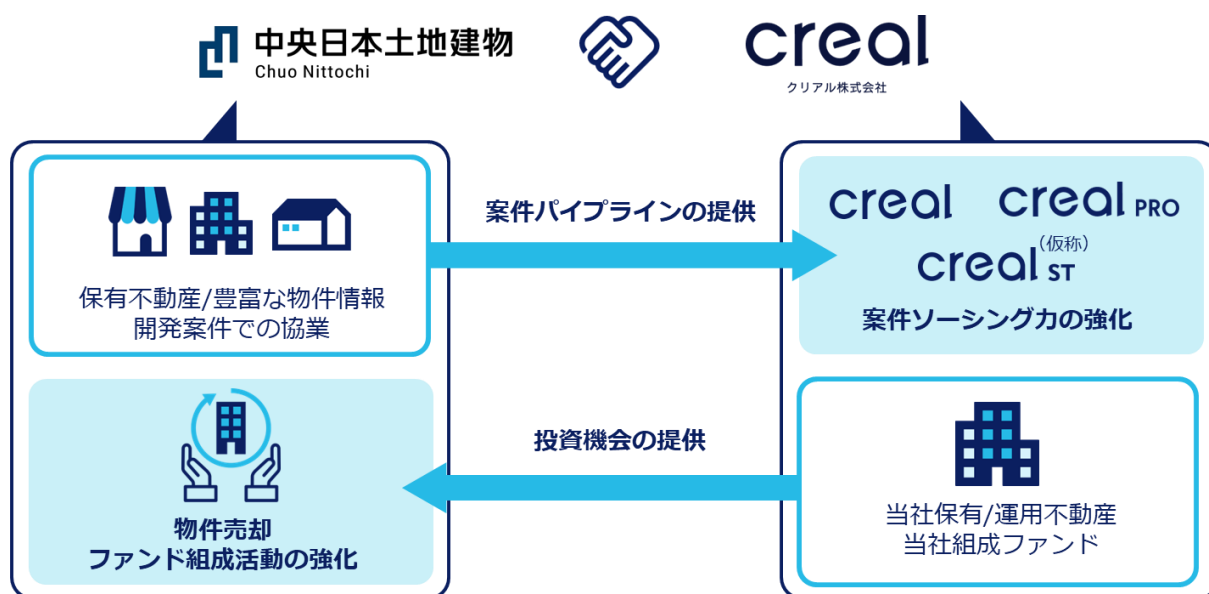 中央日本土地建物
Chuo Nittochi
creal
クリアル株式会社
保有不動産/豊富な物件情報
開発案件での協業
案件パイプラインの提供
creal
creal PRO
creal ST (仮称)
案件ソーシング力の強化
物件売却
ファンド組成活動の強化
投資機会の提供
当社保有/運用不動産
当社組成ファンド